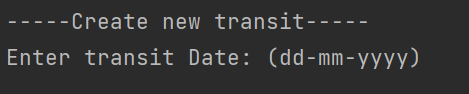 -----Create new transit-----
Enter transit Date: (dd-mm-yyyy)